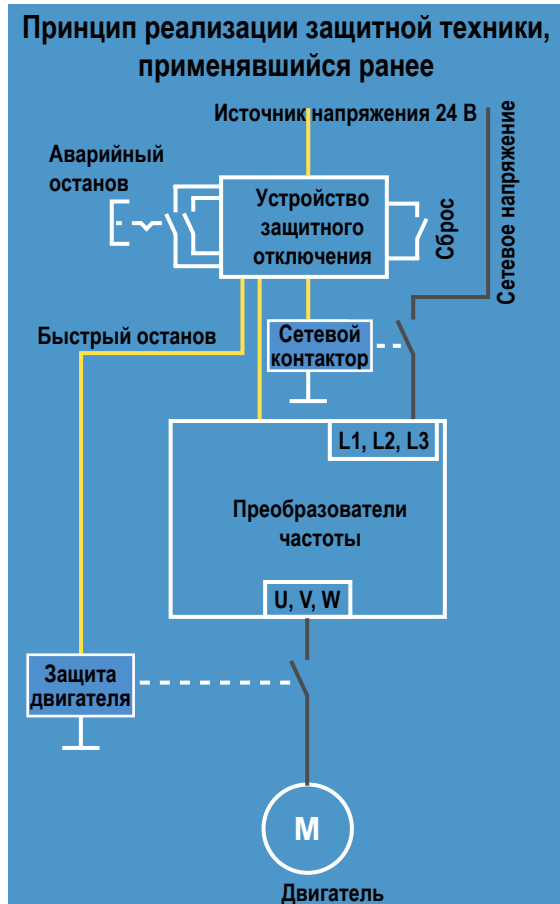 Принцип реализации защитной техники,
применявшийся ранее
Источник напряжения 24 В
Сетевое напряжение
Аварийный
останов
Устройство
защитного
отключения
Сброс
Быстрый останов
Сетевой
контактор
L1, L2, L3
Преобразователи
частоты
U, V, W
Защита
двигателя
M
Двигатель